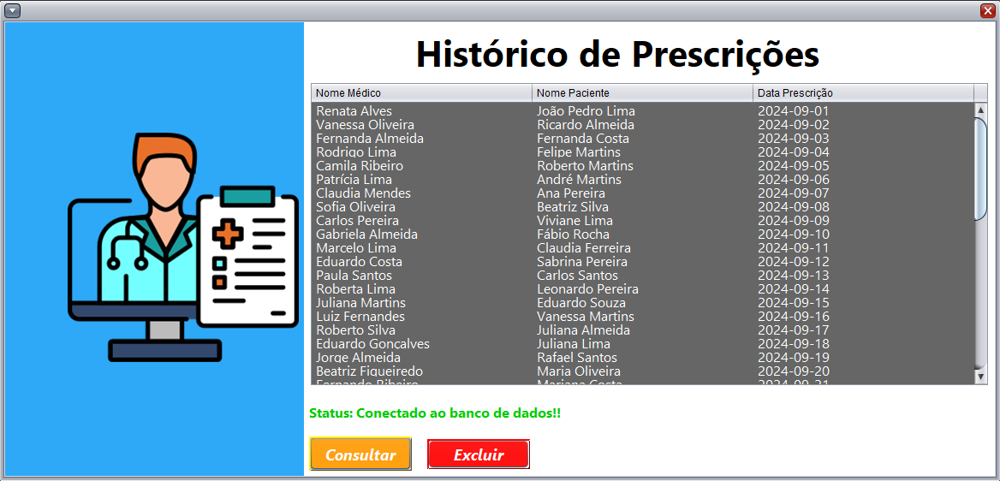 Histórico de Prescrições
Nome Médico Nome Paciente Data Prescrição
Renata Alves João Pedro Lima 2024-09-01
Vanessa Oliveira Ricardo Almeida 2024-09-02
Fernanda Almeida Fernanda Costa 2024-09-03
Rodrigo Lima Felipe Martins 2024-09-04
Camila Ribeiro Roberto Martins 2024-09-05
Patrícia Lima André Martins 2024-09-06
Claudia Mendes Ana Pereira 2024-09-07
Sofia Oliveira Beatriz Silva 2024-09-08
Carlos Pereira Viviane Lima 2024-09-09
Gabriela Almeida Fábio Rocha 2024-09-10
Marcelo Lima Claudia Ferreira 2024-09-11
Eduardo Costa Sabrina Pereira 2024-09-12
Paula Santos Carlos Santos 2024-09-13
Roberta Lima Leonardo Pereira 2024-09-14
Juliana Martins Eduardo Souza 2024-09-15
Luiz Fernandes Vanessa Martins 2024-09-16
Roberto Silva Juliana Almeida 2024-09-17
Eduardo Gonçalves Juliana Lima 2024-09-18
Jorge Almeida Rafael Santos 2024-09-19
Beatriz Figueiredo Maria Oliveira 2024-09-20
Fernando Ribeiro Mariana Costa 2024-09-21
Status: Conectado ao banco de dados!!
Consultar Excluir